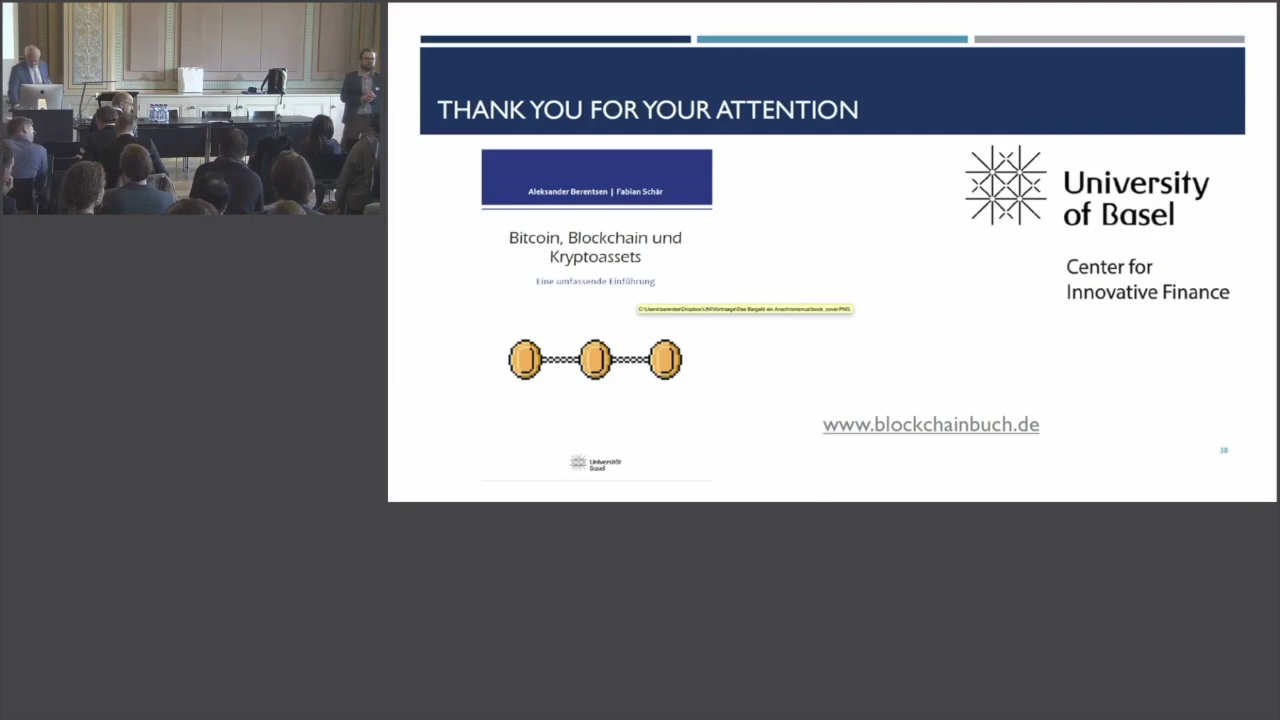 THANK YOU FOR YOUR ATTENTION
Aleksander Berentsen | Fabian Schär
Bitcoin, Blockchain und
Kryptoassets
Eine umfassende Einführung
Universität
Basel
University
of Basel
Center for
Innovative Finance
www.blockchainbuch.de
38